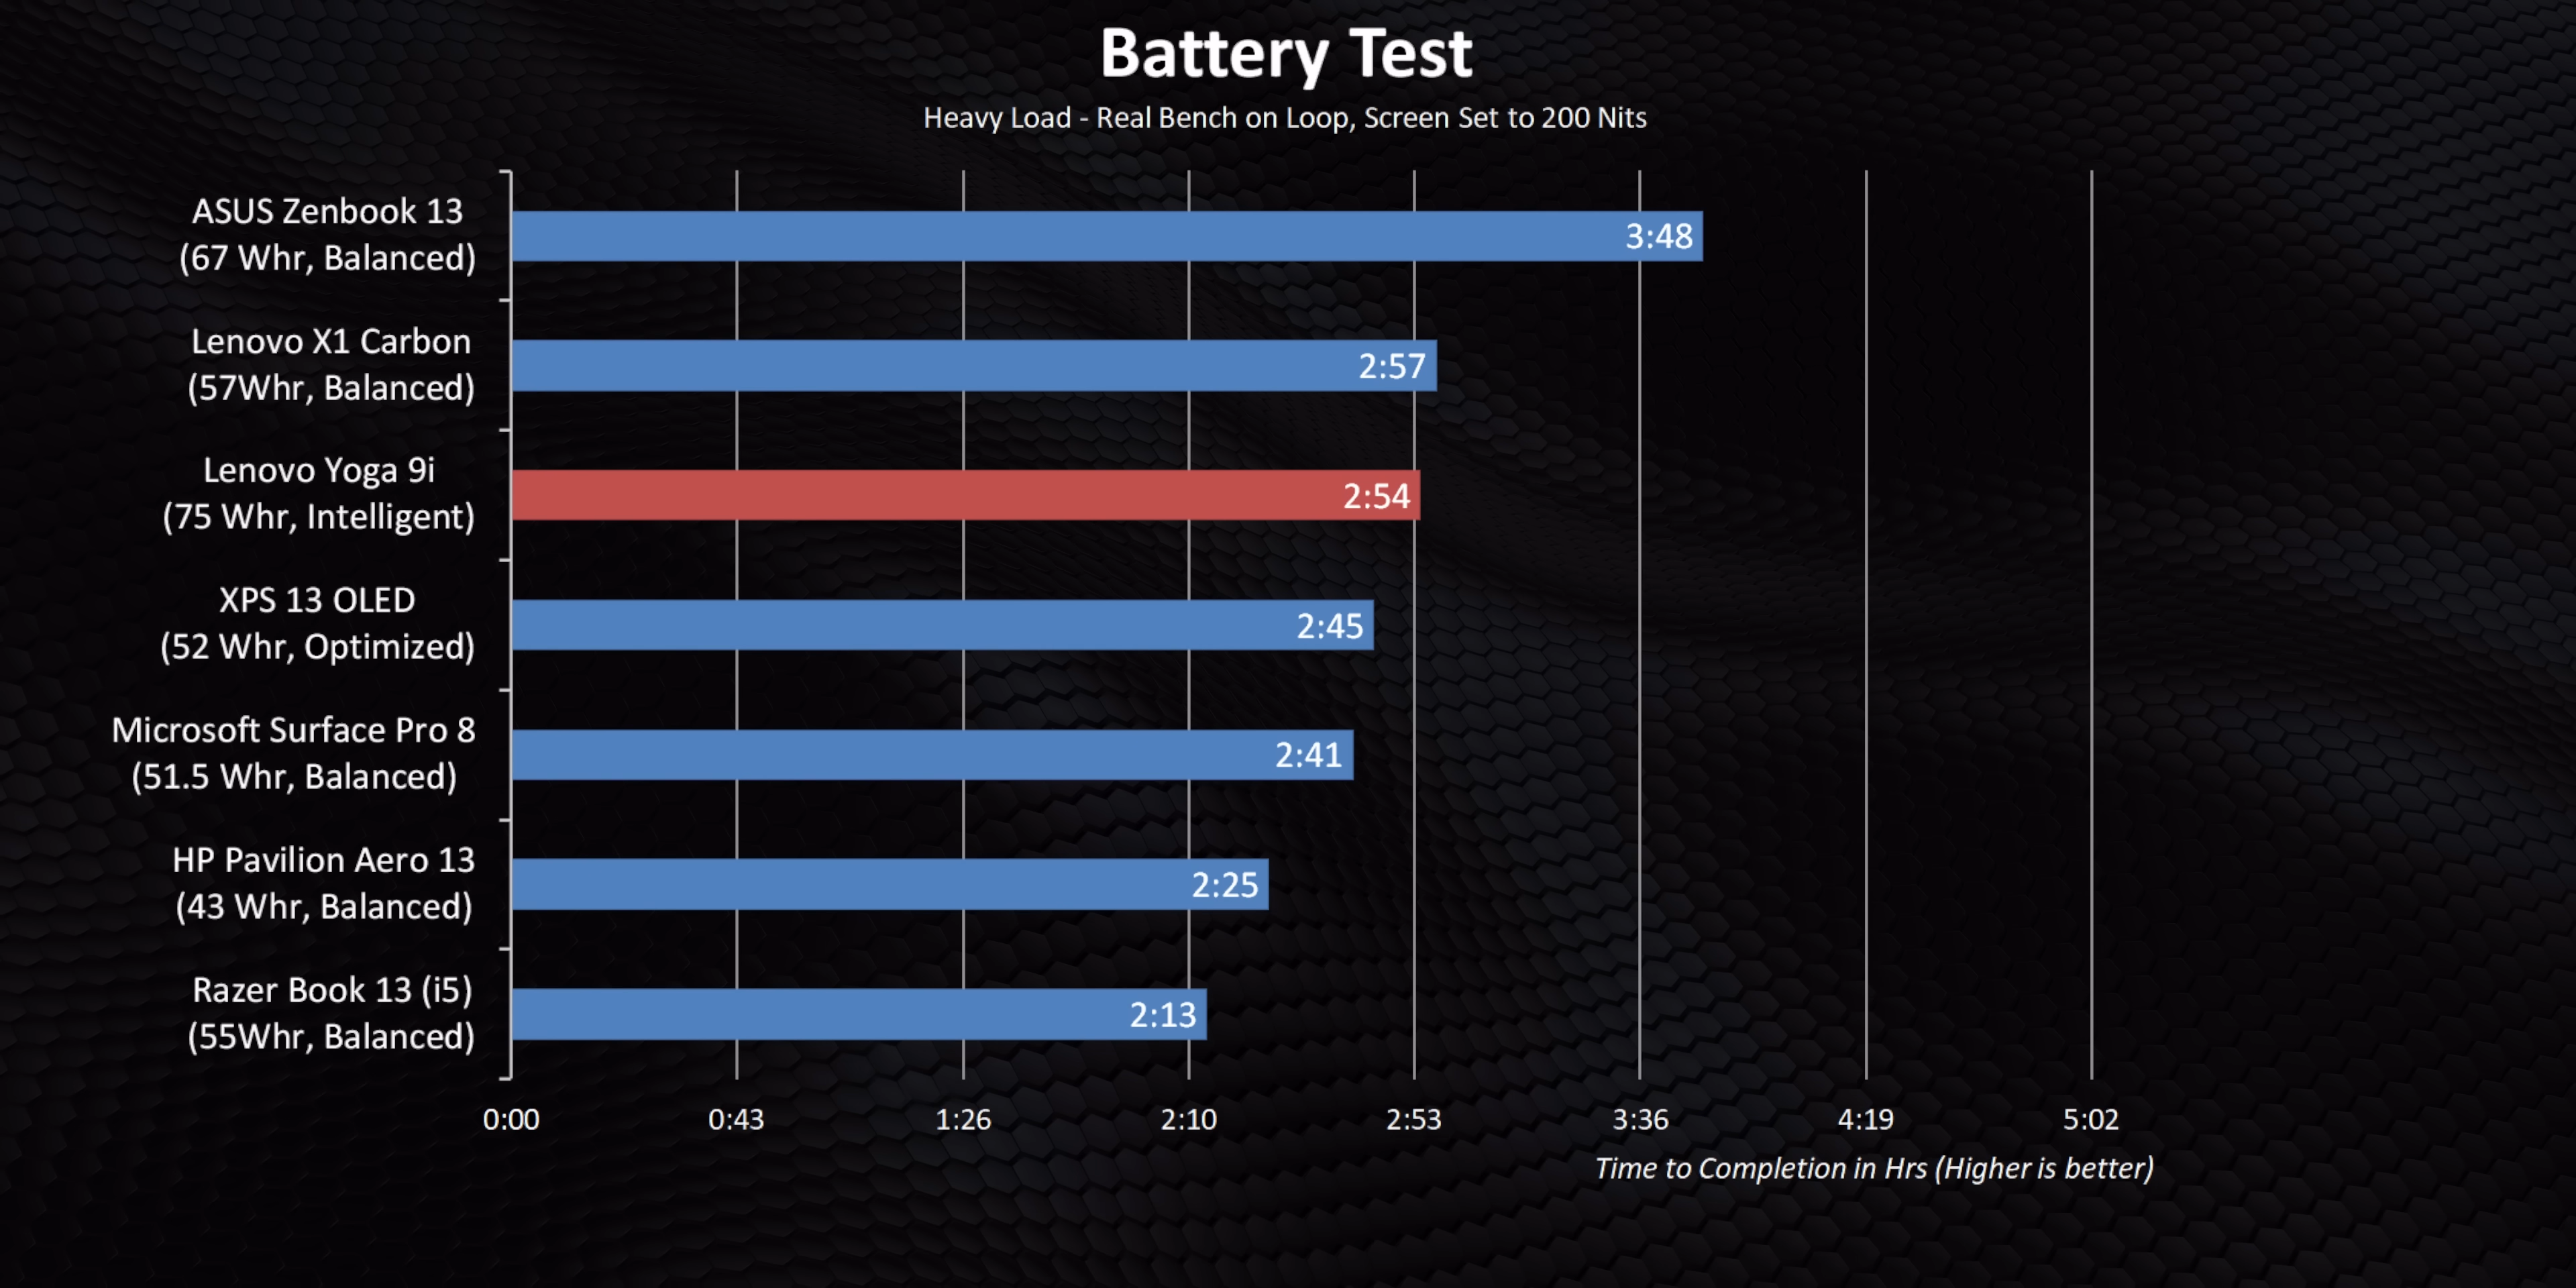 Battery Test
Heavy Load - Real Bench on Loop, Screen Set to 200 Nits
ASUS Zenbook 13
(67 Whr, Balanced)
3:48
Lenovo X1 Carbon
(57Whr, Balanced)
2:57
Lenovo Yoga 9i
(75 Whr, Intelligent)
2:54
XPS 13 OLED
(52 Whr, Optimized)
2:45
Microsoft Surface Pro 8
(51.5 Whr, Balanced)
2:41
HP Pavilion Aero 13
(43 Whr, Balanced)
2:25
Razer Book 13 (i5)
(55Whr, Balanced)
2:13
0:00 0:43 1:26 2:10 2:53 3:36 4:19 5:02
Time to Completion in Hrs (Higher is better)